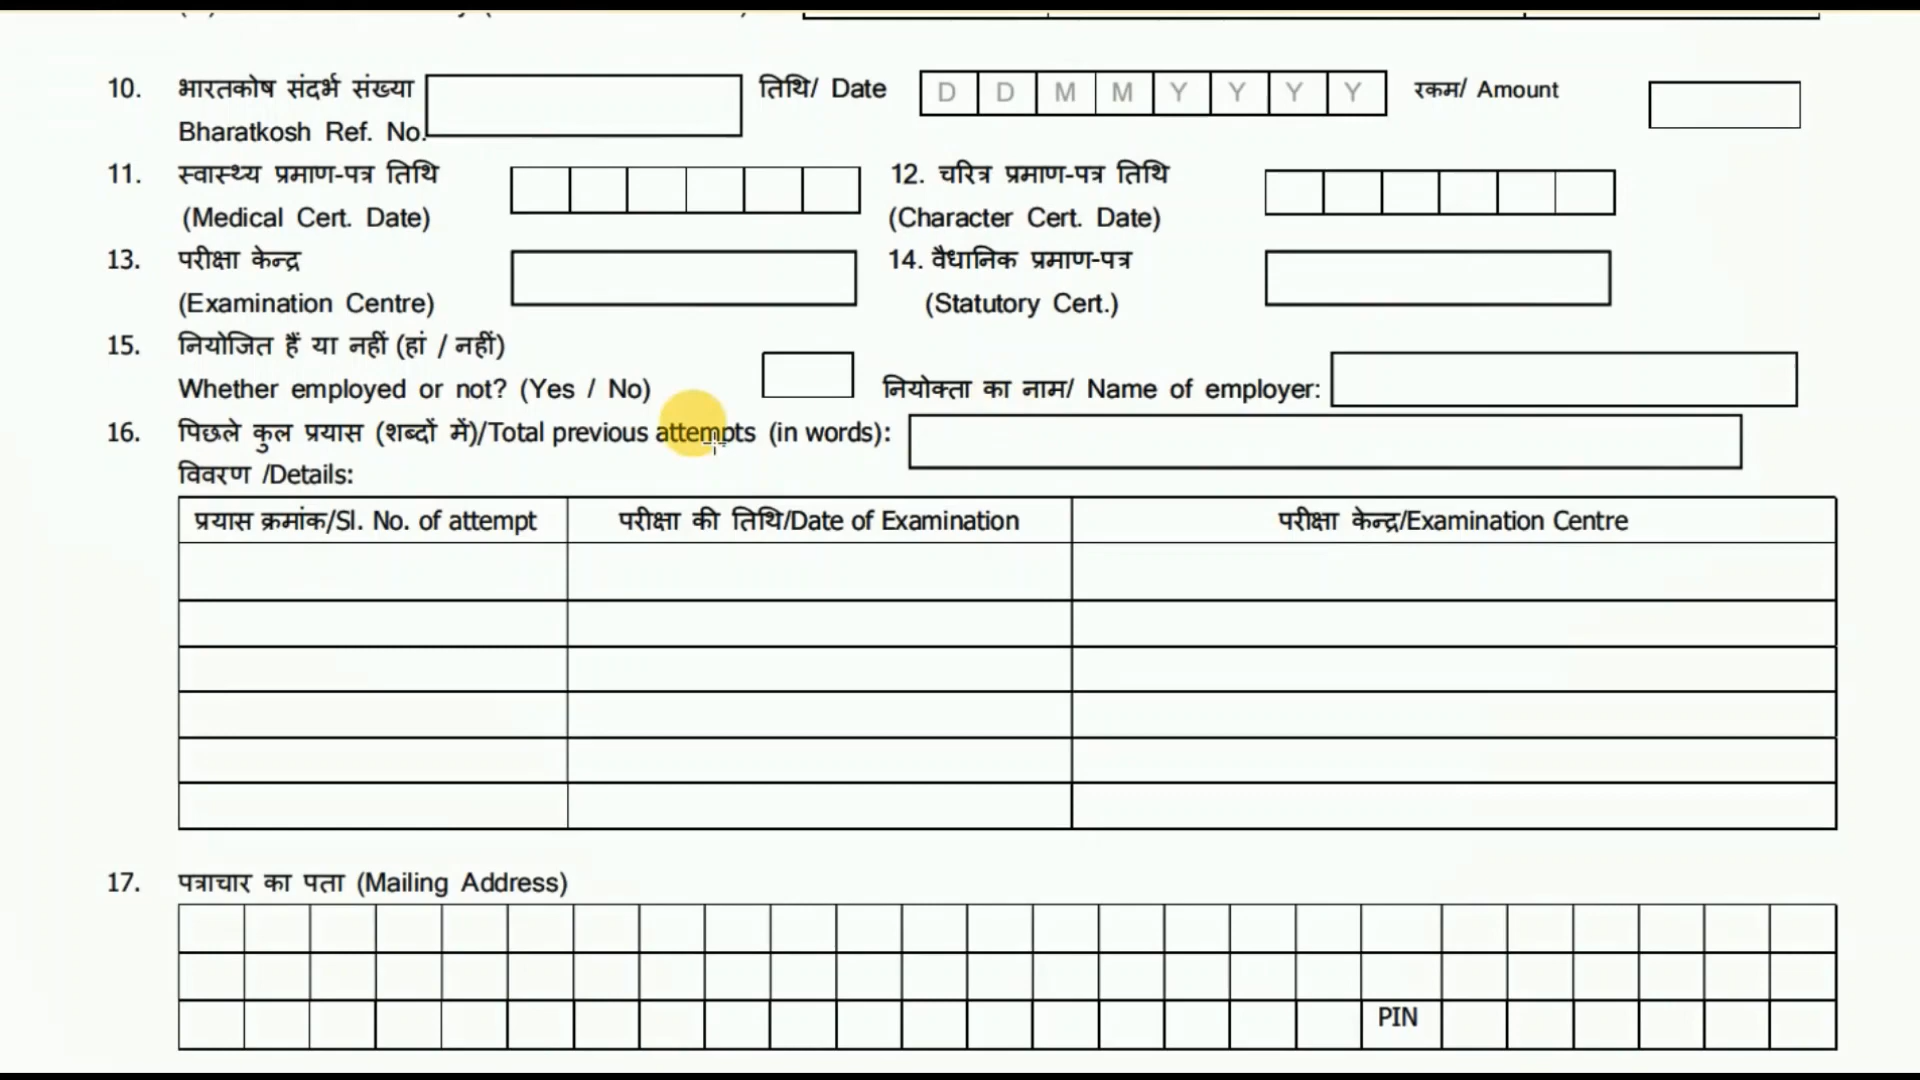 10. भारतकोष संदर्भ संख्या तिथि/ Date D D M M Y Y Y Y रकम/ Amount
Bharatkosh Ref. No.
11. स्वास्थ्य प्रमाण-पत्र तिथि 12. चरित्र प्रमाण-पत्र तिथि
(Medical Cert. Date) (Character Cert. Date)
13. परीक्षा केन्द्र 14. वैधानिक प्रमाण-पत्र
(Examination Centre) (Statutory Cert.)
15. नियोजित हैं या नहीं (हां / नहीं)
Whether employed or not? (Yes / No) नियोक्ता का नाम/ Name of employer:
16. पिछले कुल प्रयास (शब्दों में)/Total previous attempts (in words):
विवरण /Details:
प्रयास क्रमांक/Sl. No. of attempt परीक्षा की तिथि/Date of Examination परीक्षा केन्द्र/Examination Centre
17. पत्राचार का पता (Mailing Address)
PIN